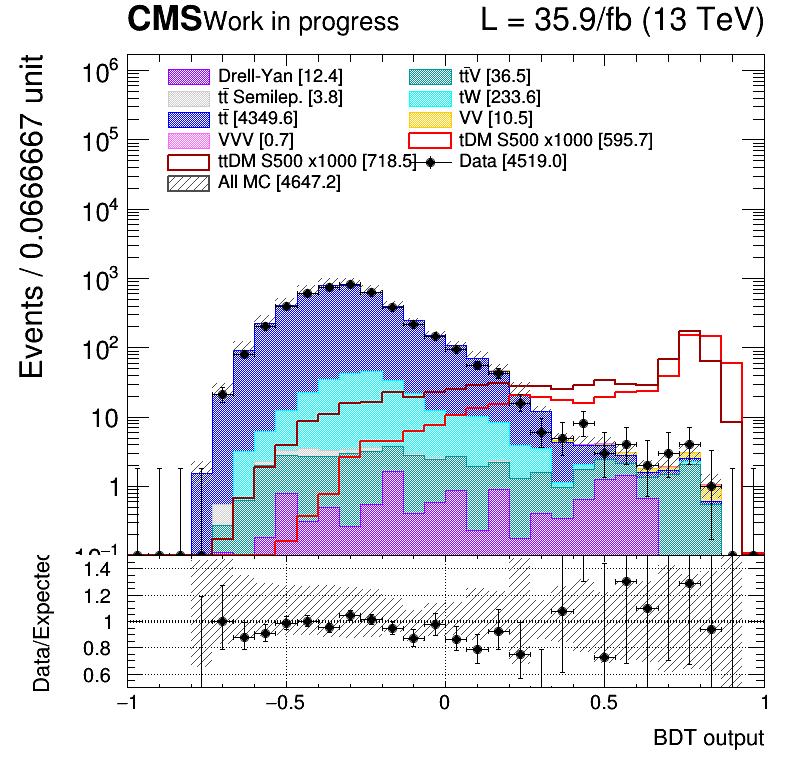 CMS Work in progress L = 35.9/fb (13 TeV)
Events / 0.0666667 unit
10⁶
10⁵
10⁴
10³
10²
10
1
10⁻¹
Drell-Yan [12.4]
tt̄V [36.5]
tt̄ Semilep. [3.8]
tW [233.6]
tt̄ [4349.6]
VV [10.5]
VVV [0.7]
tDM S500 x1000 [595.7]
ttDM S500 x1000 [718.5]
Data [4519.0]
All MC [4647.2]
Data/Expected
1.4
1.2
1
0.8
0.6
−1 −0.5 0 0.5 1
BDT output